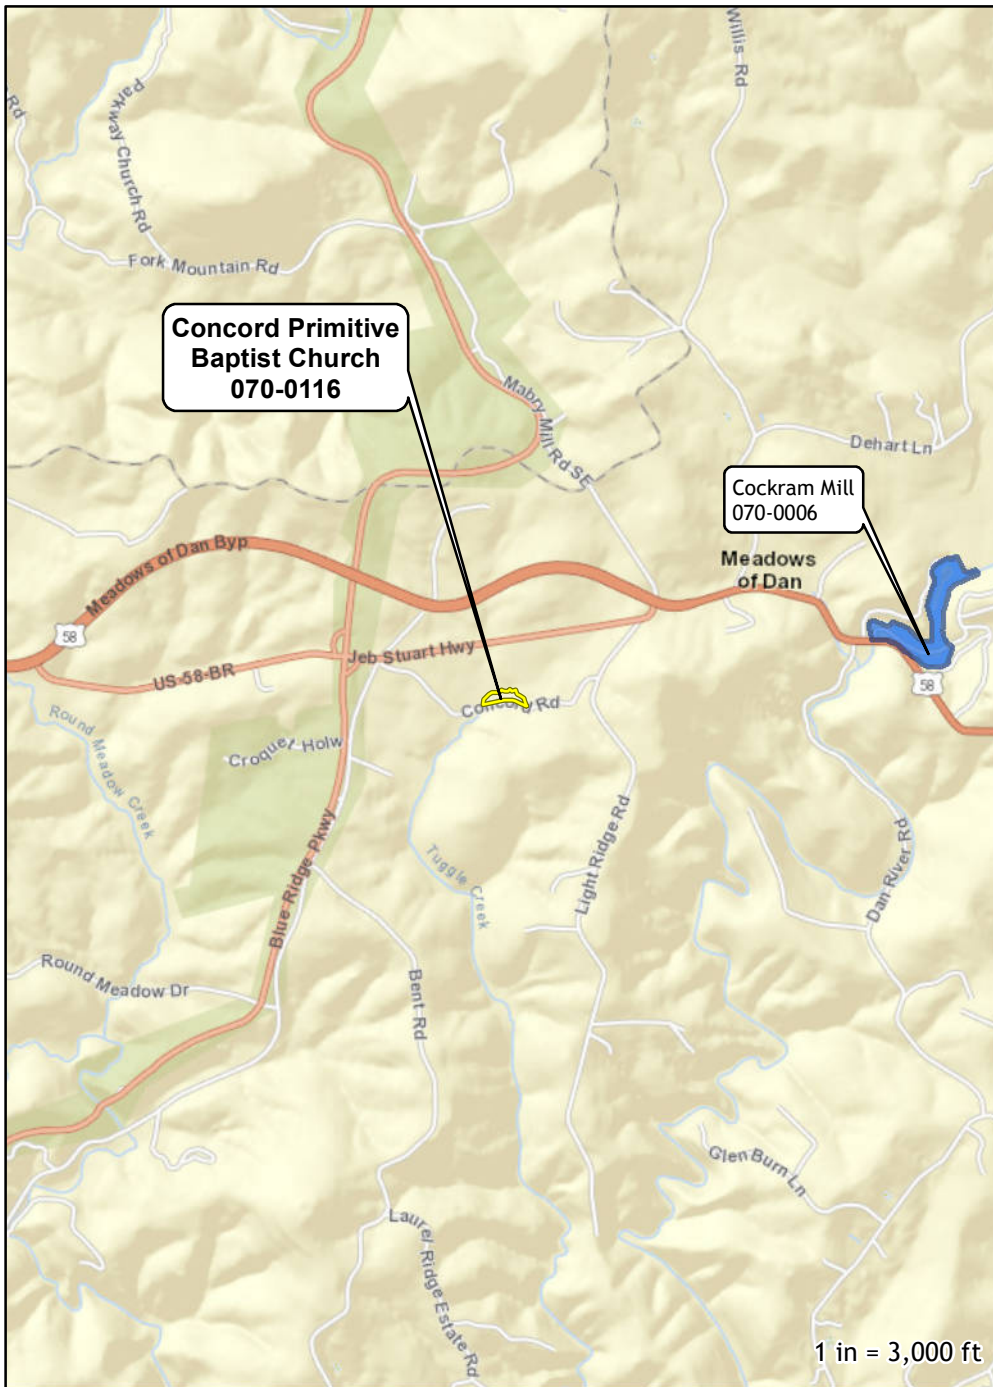 Willis Rd
Rd
Parkway Church Rd
Fork Mountain Rd
Concord Primitive
Baptist Church
070-0116
Mabry Mill Rd SE
Dehart Ln
Cockram Mill
070-0006
Meadows
of Dan
Meadows of Dan Byp
58
Jeb Stuart Hwy
US-58-BR
58
Concord Rd
Round Meadow Creek
Croquet Holw
Blue Ridge Pkwy
Tuggle Creek
Light Ridge Rd
Dan River Rd
Round Meadow Dr
Bent Rd
Glen Burn Ln
Laurel Ridge Estate Rd
1 in = 3,000 ft